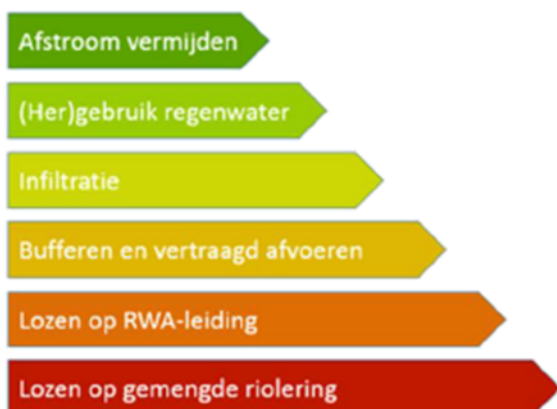 Afstroom vermijden
(Her)gebruik regenwater
Infiltratie
Bufferen en vertraagd afvoeren
Lozen op RWA-leiding
Lozen op gemengde riolering